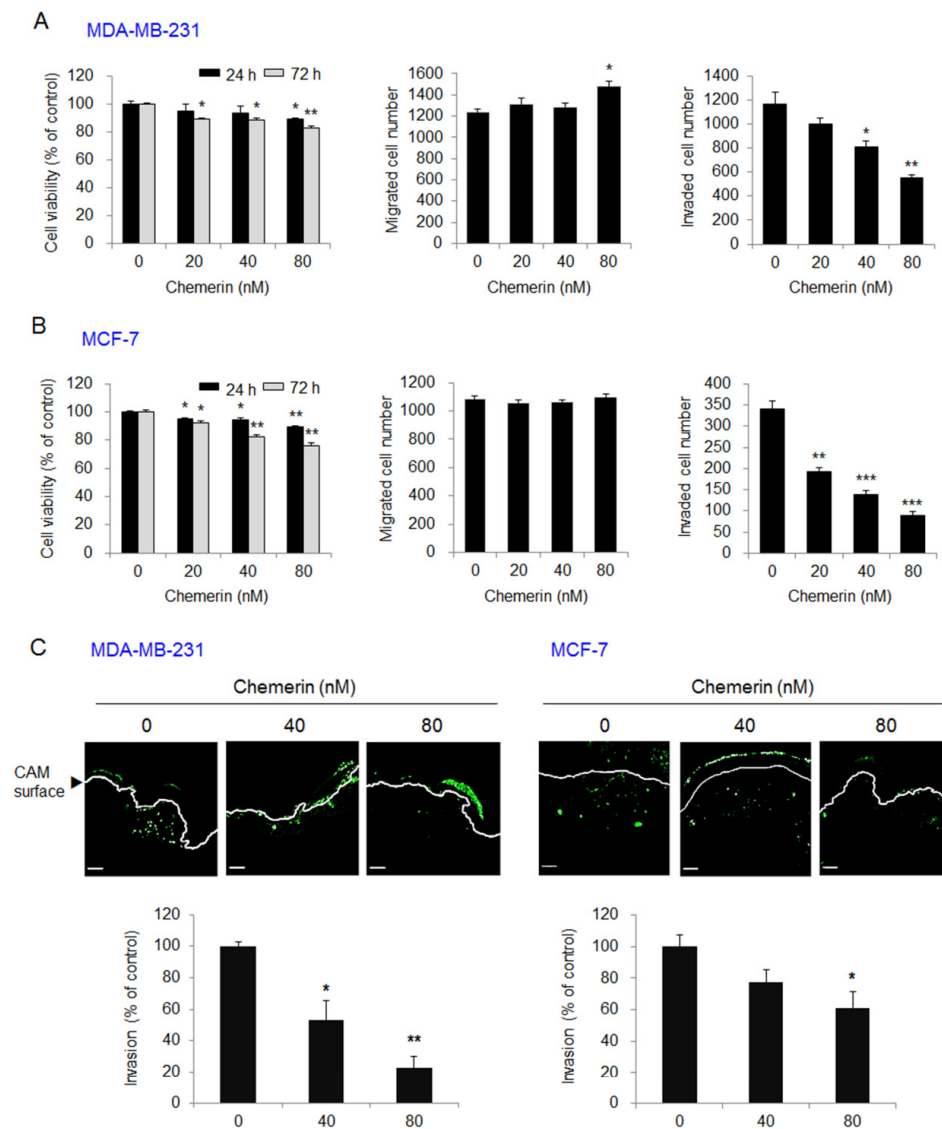 A
MDA-MB-231
Cell viability (% of control)
120
100
80
60
40
20
0
24 h 72 h
* * * **
0 20 40 80
Chemerin (nM)
Migrated cell number
1600
1400
1200
1000
800
600
400
200
0
*
0 20 40 80
Chemerin (nM)
Invaded cell number
1400
1200
1000
800
600
400
200
0
* **
0 20 40 80
Chemerin (nM)
B
MCF-7
Cell viability (% of control)
120
100
80
60
40
20
0
24 h 72 h
* * * ** ** **
0 20 40 80
Chemerin (nM)
Migrated cell number
1200
1000
800
600
400
200
0
0 20 40 80
Chemerin (nM)
Invaded cell number
400
350
300
250
200
150
100
50
0
** *** ***
0 20 40 80
Chemerin (nM)
C
MDA-MB-231
Chemerin (nM)
0 40 80
CAM
surface
MCF-7
Chemerin (nM)
0 40 80
Invasion (% of control)
120
100
80
60
40
20
0
* **
0 40 80
Invasion (% of control)
120
100
80
60
40
20
0
*
0 40 80